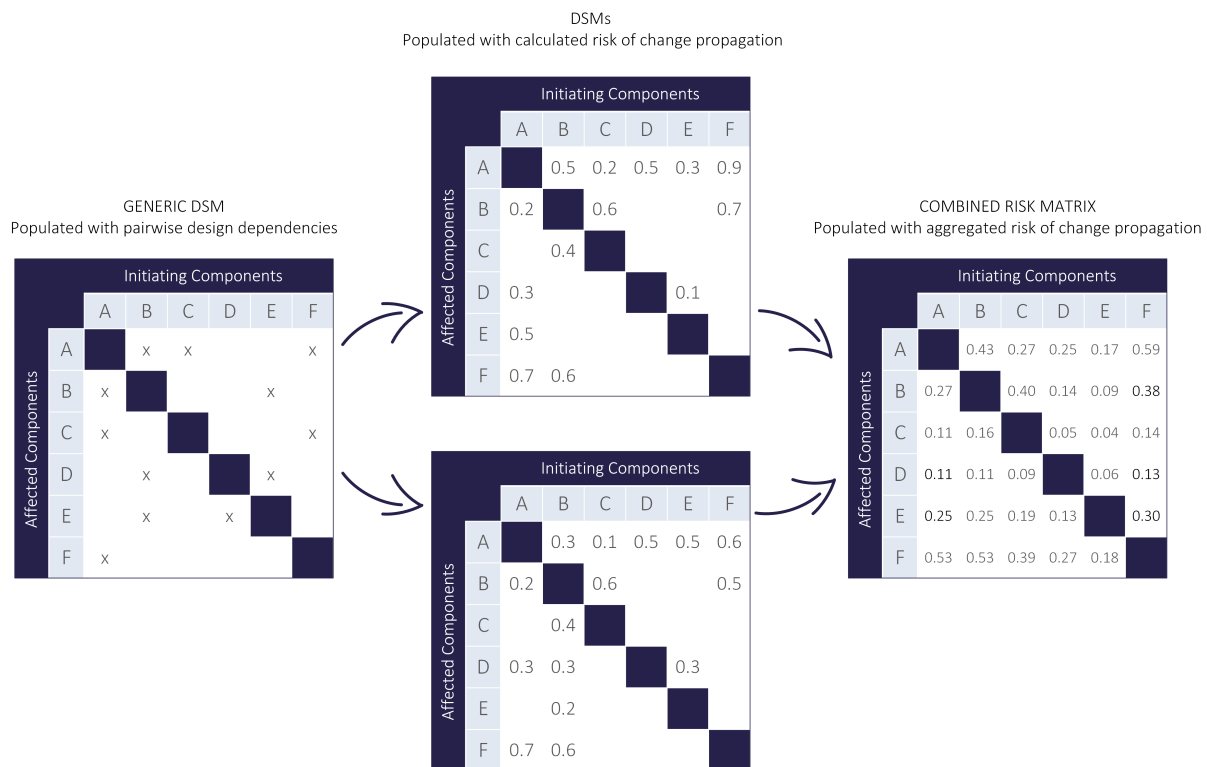 DSMs
Populated with calculated risk of change propagation
Initiating Components
A B C D E F
Affected Components
A 0.5 0.2 0.5 0.3 0.9
B 0.2 0.6 0.7
C 0.4
D 0.3 0.1
E 0.5
F 0.7 0.6
GENERIC DSM
Populated with pairwise design dependencies
Initiating Components
A B C D E F
Affected Components
A x x x
B x x
C x x
D x x
E x x
F x
Initiating Components
A B C D E F
Affected Components
A 0.3 0.1 0.5 0.5 0.6
B 0.2 0.6 0.5
C 0.4
D 0.3 0.3 0.3
E 0.2
F 0.7 0.6
COMBINED RISK MATRIX
Populated with aggregated risk of change propagation
Initiating Components
A B C D E F
Affected Components
A 0.43 0.27 0.25 0.17 0.59
B 0.27 0.40 0.14 0.09 0.38
C 0.11 0.16 0.05 0.04 0.14
D 0.11 0.11 0.09 0.06 0.13
E 0.25 0.25 0.19 0.13 0.30
F 0.53 0.53 0.39 0.27 0.18